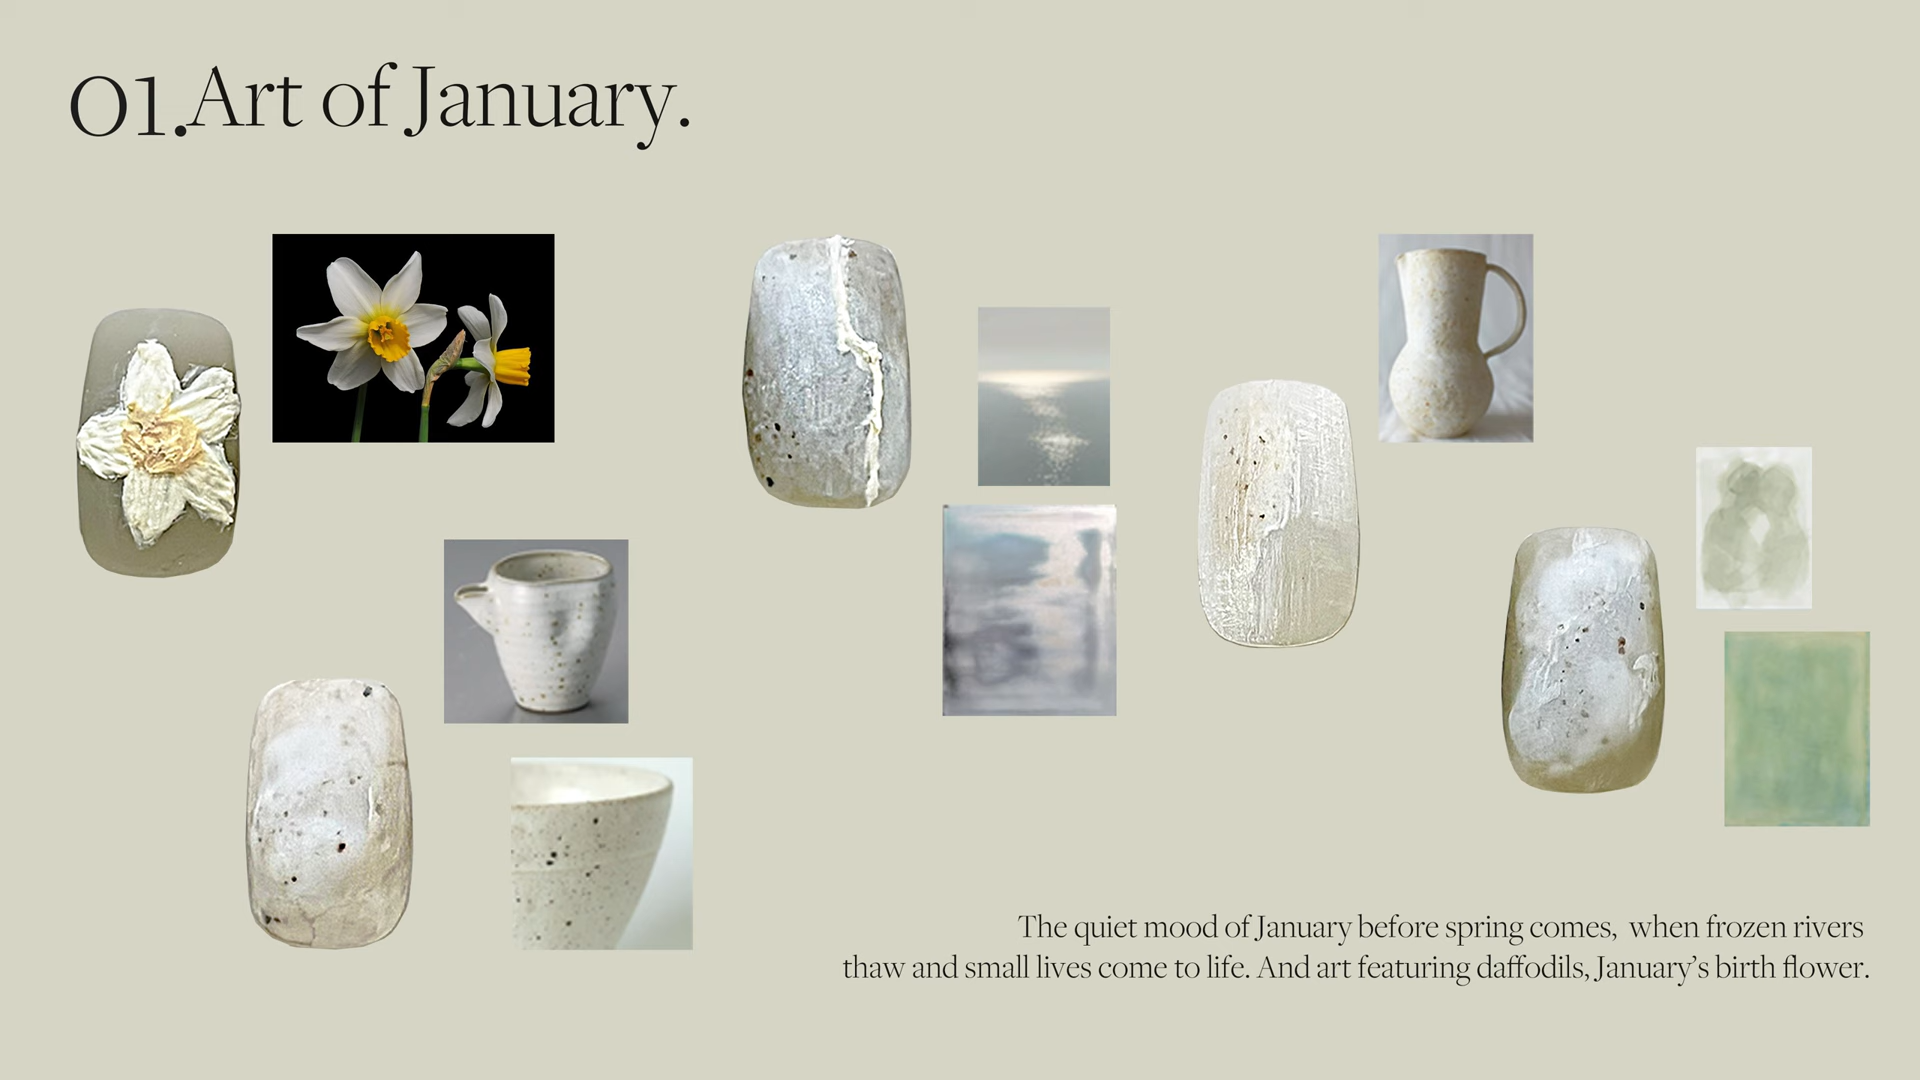 01.Art of January.
The quiet mood of January before spring comes, when frozen rivers
thaw and small lives come to life. And art featuring daffodils, January’s birth flower.